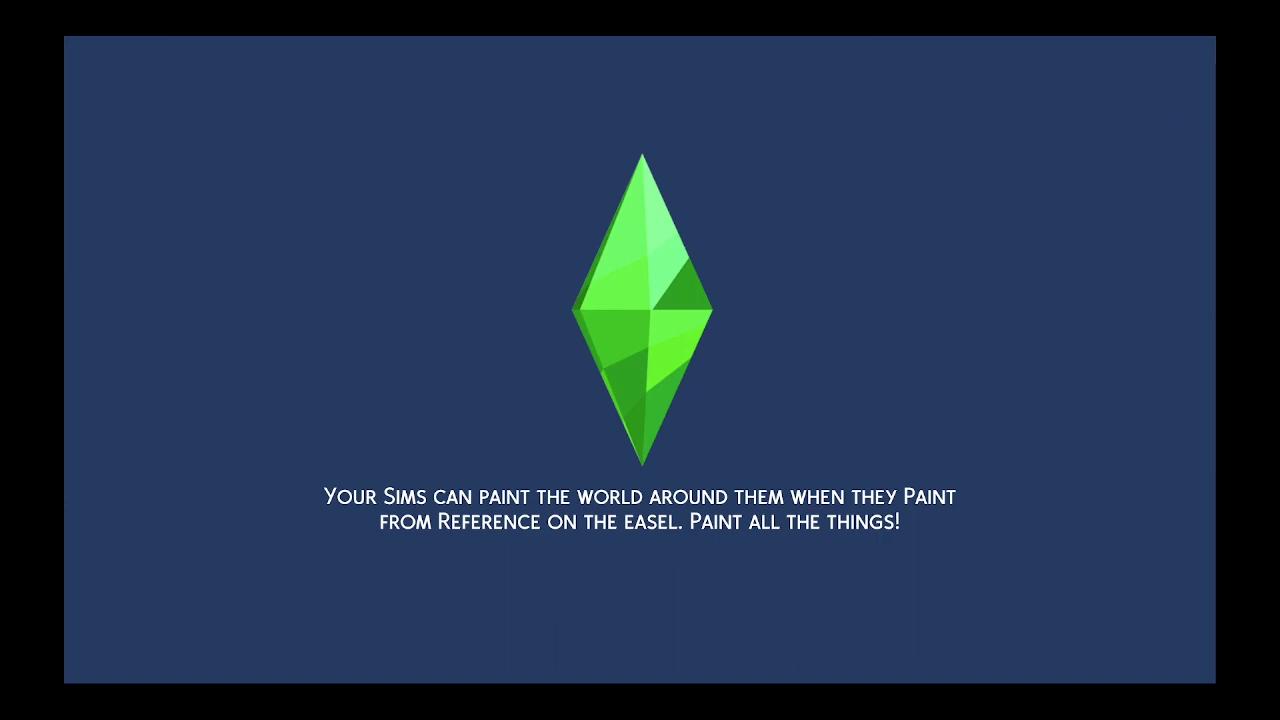 Your Sims can paint the world around them when they Paint
from Reference on the easel. Paint all the things!